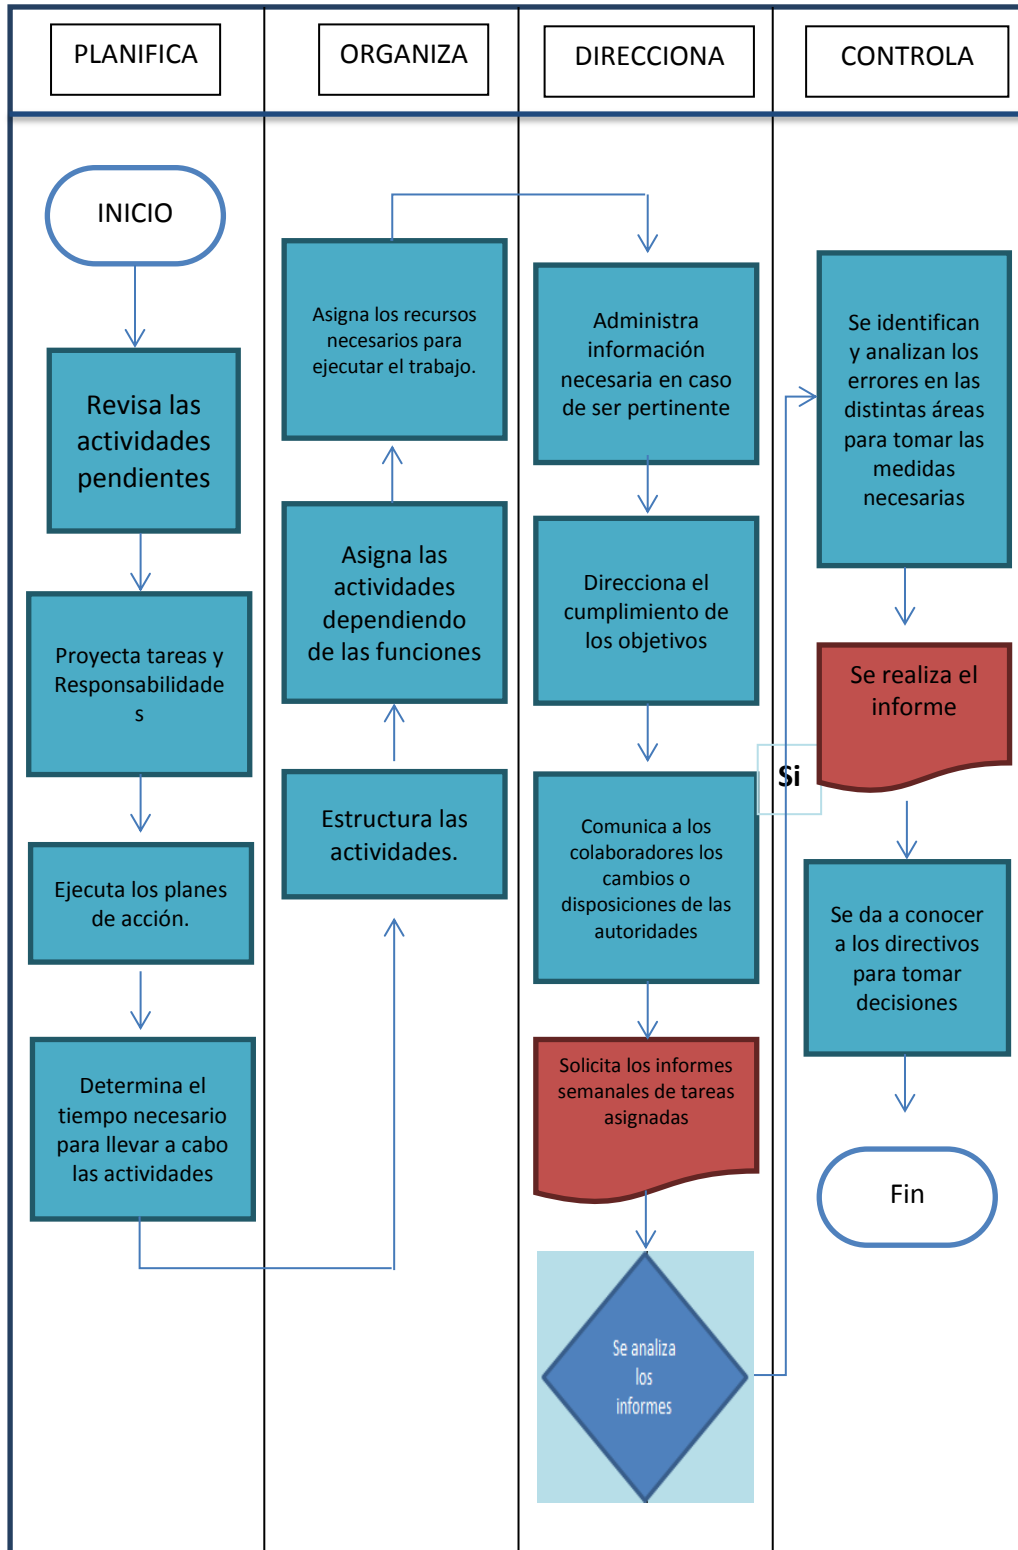 PLANIFICA
ORGANIZA
DIRECCIONA
CONTROLA
INICIO
Revisa las
actividades
pendientes
Proyecta tareas y
Responsabilidade
s
Ejecuta los planes
de acción.
Determina el
tiempo necesario
para llevar a cabo
las actividades
Asigna los recursos
necesarios para
ejecutar el trabajo.
Asigna las
actividades
dependiendo
de las funciones
Estructura las
actividades.
Administra
información
necesaria en caso
de ser pertinente
Direcciona el
cumplimiento de
los objetivos
Comunica a los
colaboradores los
cambios o
disposiciones de las
autoridades
Solicita los informes
semanales de tareas
asignadas
Se analiza
los
informes
Si
Se identifican
y analizan los
errores en las
distintas áreas
para tomar las
medidas
necesarias
Se realiza el
informe
Se da a conocer
a los directivos
para tomar
decisiones
Fin